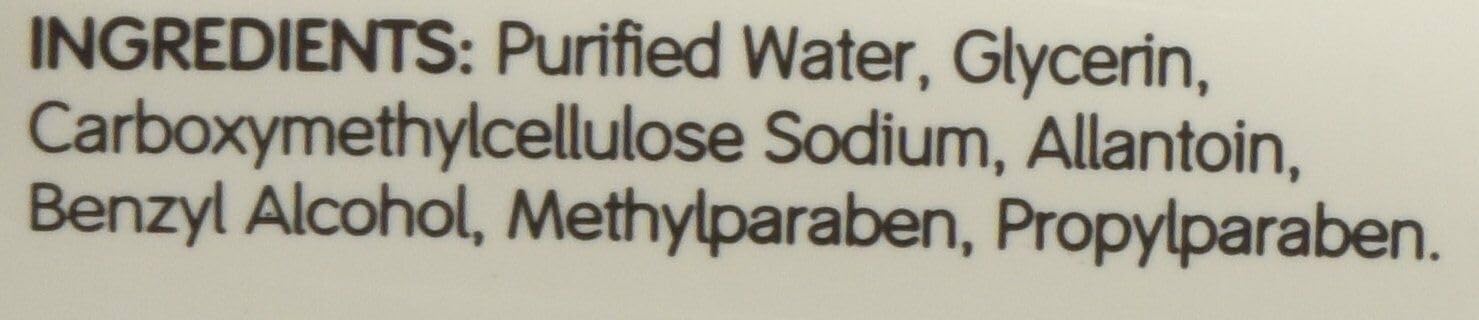 INGREDIENTS: Purified Water, Glycerin,
Carboxymethylcellulose Sodium, Allantoin,
Benzyl Alcohol, Methylparaben, Propylparaben.